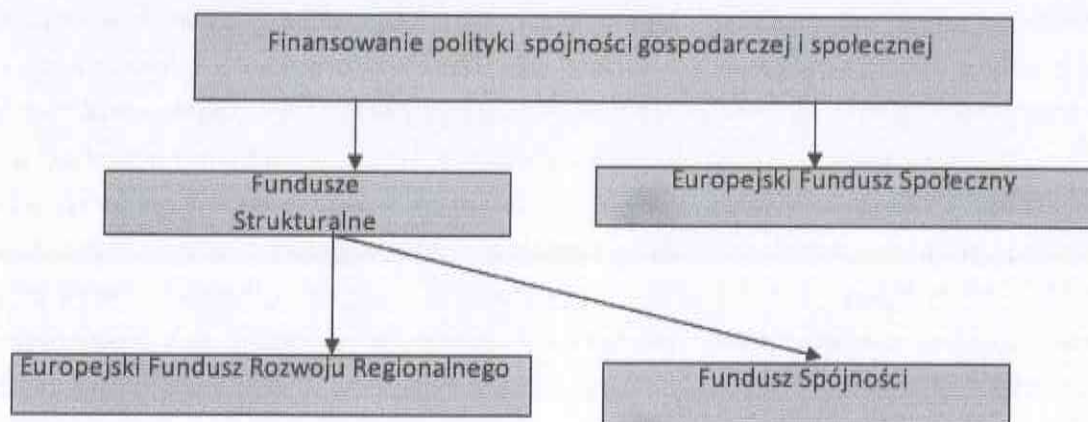 Finansowanie polityki spójności gospodarczej i społecznej
Fundusze
Strukturalne
Europejski Fundusz Społeczny
Europejski Fundusz Rozwoju Regionalnego
Fundusz Spójności